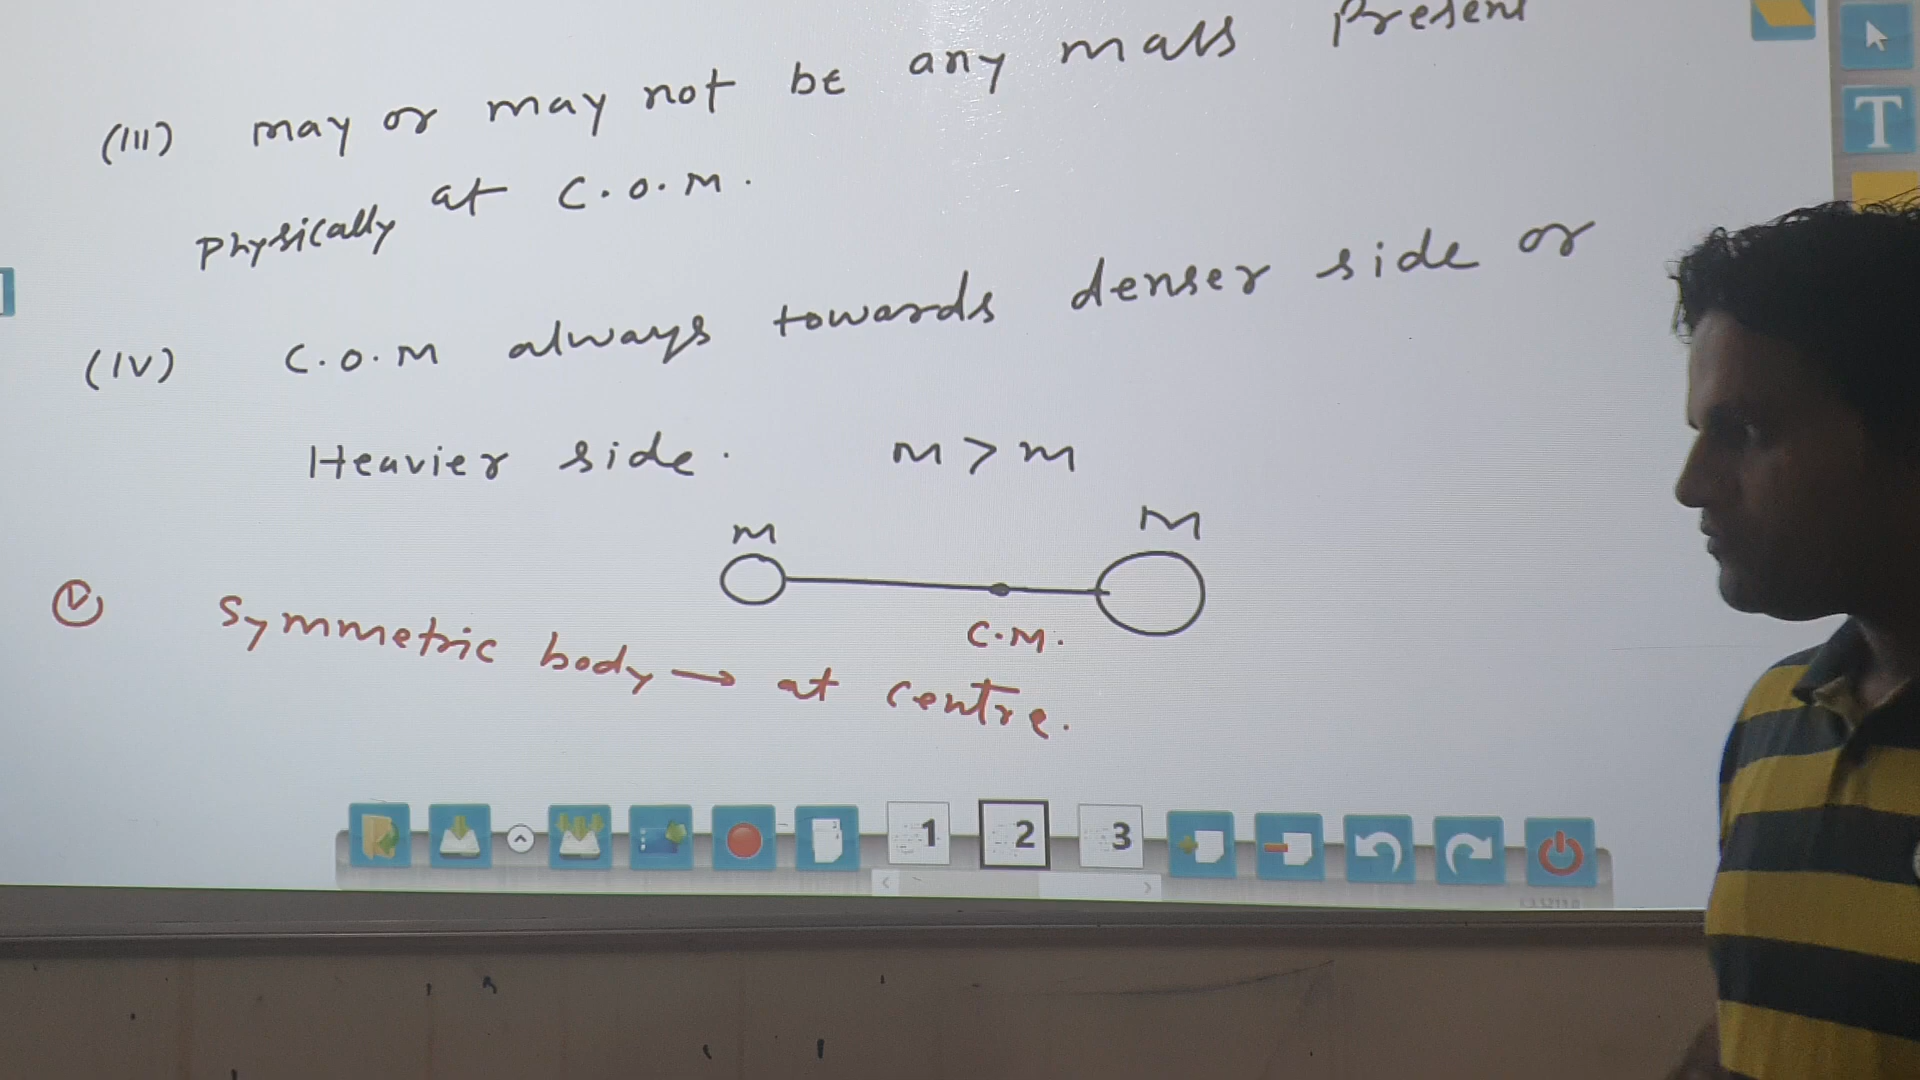 (III) may or may not be any mass present
physically at C.O.M.
(IV) C.O.M always towards denser side or
Heavier side. M > m
m M
C.M.
(V) Symmetric body → at centre.
1 2 3
T